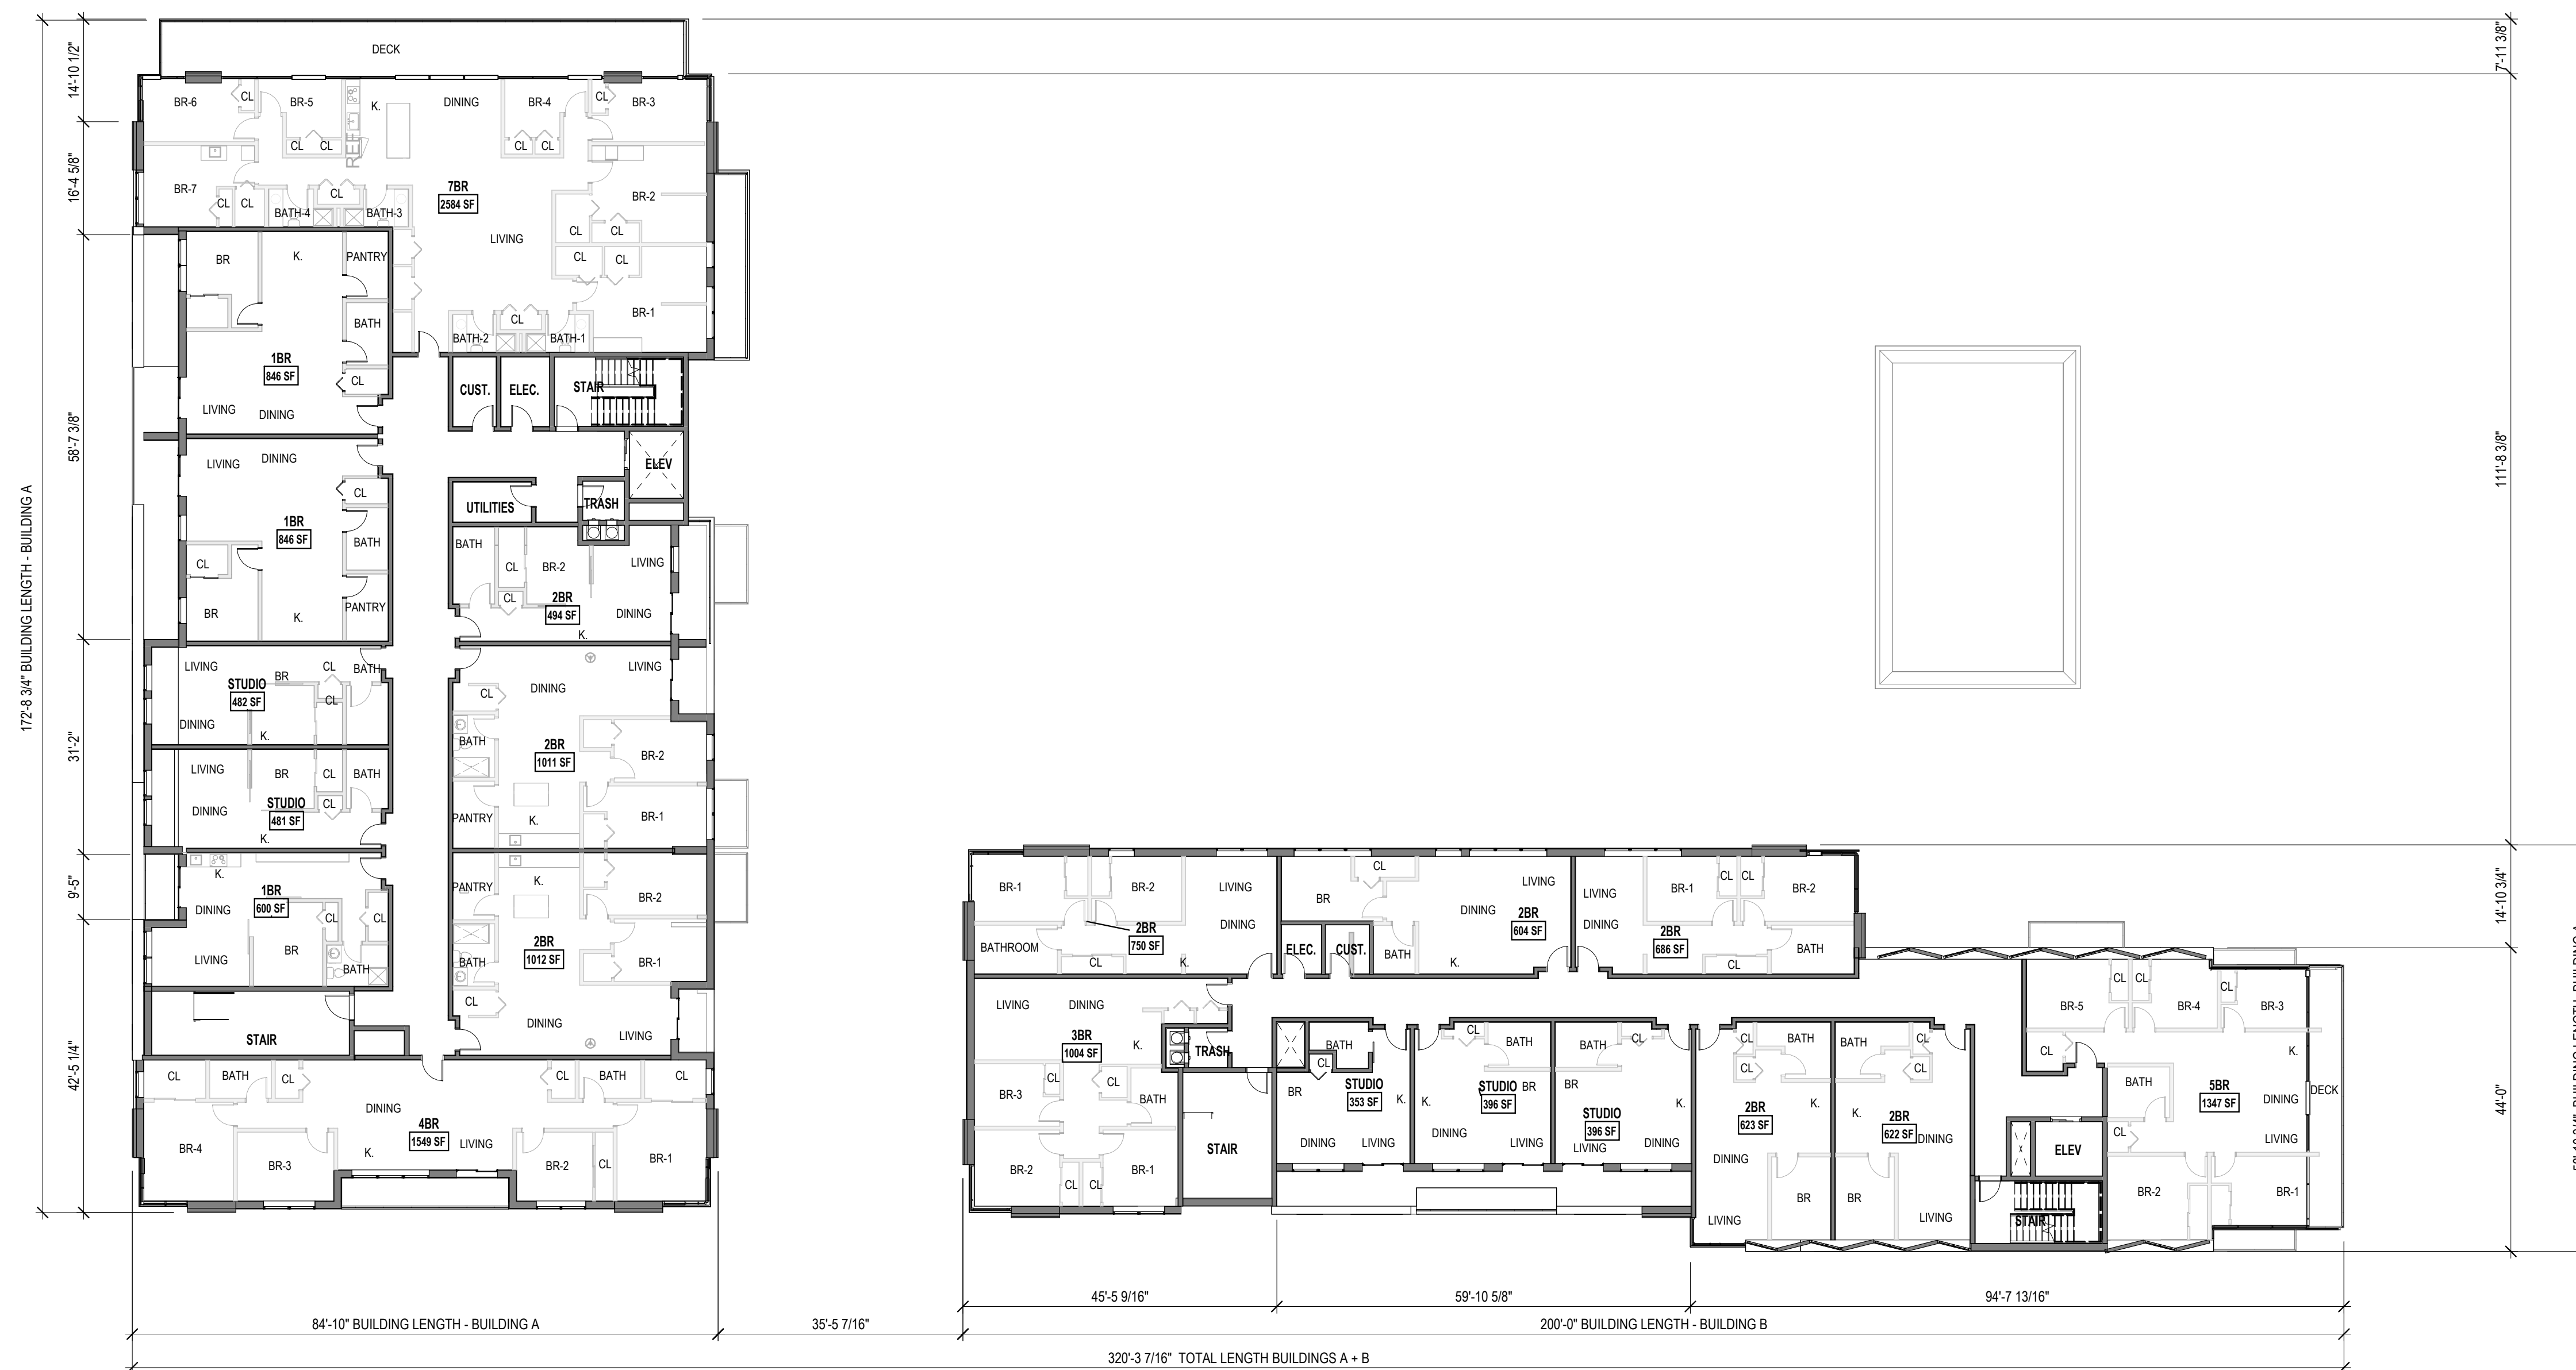 DECK
BR-6
CL
BR-5
K.
DINING
BR-4
CL
BR-3
CL
CL
REF
CL
CL
BR-7
CL
CL
CL
BATH-4
BATH-3
7BR
2584 SF
BR-2
CL
CL
LIVING
CL
CL
BR-1
BATH-2
CL
BATH-1
BR
K.
PANTRY
BATH
1BR
846 SF
CL
LIVING
DINING
CUST.
ELEC.
STAIR
ELEV
UTILITIES
TRASH
LIVING
DINING
CL
1BR
846 SF
BATH
CL
BR
K.
PANTRY
BATH
CL
BR-2
LIVING
CL
2BR
494 SF
DINING
K.
LIVING
BR
CL
BATH
STUDIO
482 SF
CL
DINING
K.
LIVING
BR
CL
BATH
DINING
STUDIO
481 SF
CL
K.
LIVING
DINING
CL
BATH
2BR
1011 SF
BR-2
PANTRY
K.
BR-1
K.
1BR
600 SF
DINING
CL
CL
LIVING
BR
BATH
PANTRY
K.
BR-2
2BR
1012 SF
BATH
BR-1
CL
DINING
LIVING
STAIR
CL
BATH
CL
CL
BATH
CL
DINING
4BR
1549 SF
LIVING
K.
BR-4
BR-3
BR-2
CL
BR-1
BR-1
BR-2
LIVING
DINING
2BR
750 SF
BATHROOM
CL
K.
CL
BR
LIVING
DINING
2BR
604 SF
ELEC.
CUST.
BATH
K.
LIVING
BR-1
CL
CL
BR-2
DINING
2BR
686 SF
BATH
CL
LIVING
DINING
3BR
1004 SF
K.
TRASH
BR-3
CL
CL
BATH
BR-2
CL
CL
BR-1
STAIR
BATH
CL
STUDIO
353 SF
BR
K.
DINING
LIVING
CL
BATH
STUDIO
396 SF
BR
K.
DINING
LIVING
BATH
CL
BR
STUDIO
396 SF
K.
LIVING
DINING
CL
BATH
CL
2BR
623 SF
K.
DINING
BR
LIVING
BATH
CL
CL
K.
2BR
622 SF
DINING
BR
LIVING
ELEV
STAIR
BR-5
CL
CL
BR-4
CL
BR-3
CL
K.
BATH
5BR
1347 SF
DINING
DECK
CL
LIVING
BR-2
BR-1
14'-10 1/2"
16'-4 5/8"
58'-7 3/8"
31'-2"
9'-5"
42'-5 1/4"
172'-8 3/4" BUILDING LENGTH - BUILDING A
7'-11 3/8"
111'-8 3/8"
14'-10 3/4"
44'-0"
45'-5 9/16"
59'-10 5/8"
94'-7 13/16"
84'-10" BUILDING LENGTH - BUILDING A
35'-5 7/16"
200'-0" BUILDING LENGTH - BUILDING B
320'-3 7/16" TOTAL LENGTH BUILDINGS A + B